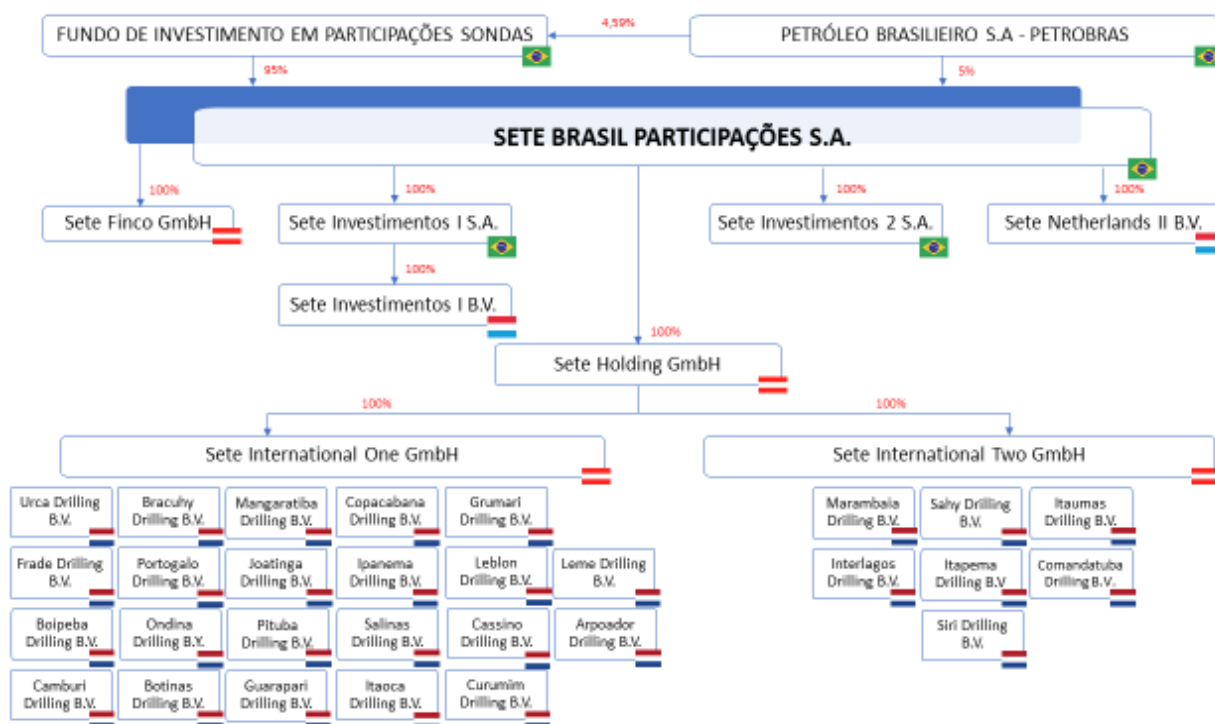 FUNDO DE INVESTIMENTO EM PARTICIPAÇÕES SONDAS
4,59%
PETRÓLEO BRASILIEIRO S.A - PETROBRAS
95%
5%
SETE BRASIL PARTICIPAÇÕES S.A.
100%
100%
100%
100%
Sete Finco GmbH
Sete Investimentos I S.A.
Sete Investimentos 2 S.A.
Sete Netherlands II B.V.
100%
Sete Investimentos I B.V.
100%
Sete Holding GmbH
100%
100%
Sete International One GmbH
Sete International Two GmbH
Urca Drilling
B.V.
Bracuhy
Drilling B.V.
Mangaratiba
Drilling B.V.
Copacabana
Drilling B.V.
Grumari
Drilling B.V.
Marambaia
Drilling B.V.
Sahy Drilling
B.V.
Itaumas
Drilling B.V.
Frade Drilling
B.V.
Portogalo
Drilling B.V.
Joatinga
Drilling B.V.
Ipanema
Drilling B.V.
Leblon
Drilling B.V.
Leme Drilling
B.V.
Interlagos
Drilling B.V.
Itapema
Drilling B.V
Comandatuba
Drilling B.V.
Boipeba
Drilling B.V.
Ondina
Drilling B.Y.
Pituba
Drilling B.V.
Salinas
Drilling B.V.
Cassino
Drilling B.V.
Arpoador
Drilling B.V.
Siri Drilling
B.V.
Camburi
Drilling B.V.
Botinas
Drilling B.V.
Guarapari
Drilling B.V.
Itaoca
Drilling B.V.
Curumim
Drilling B.V.